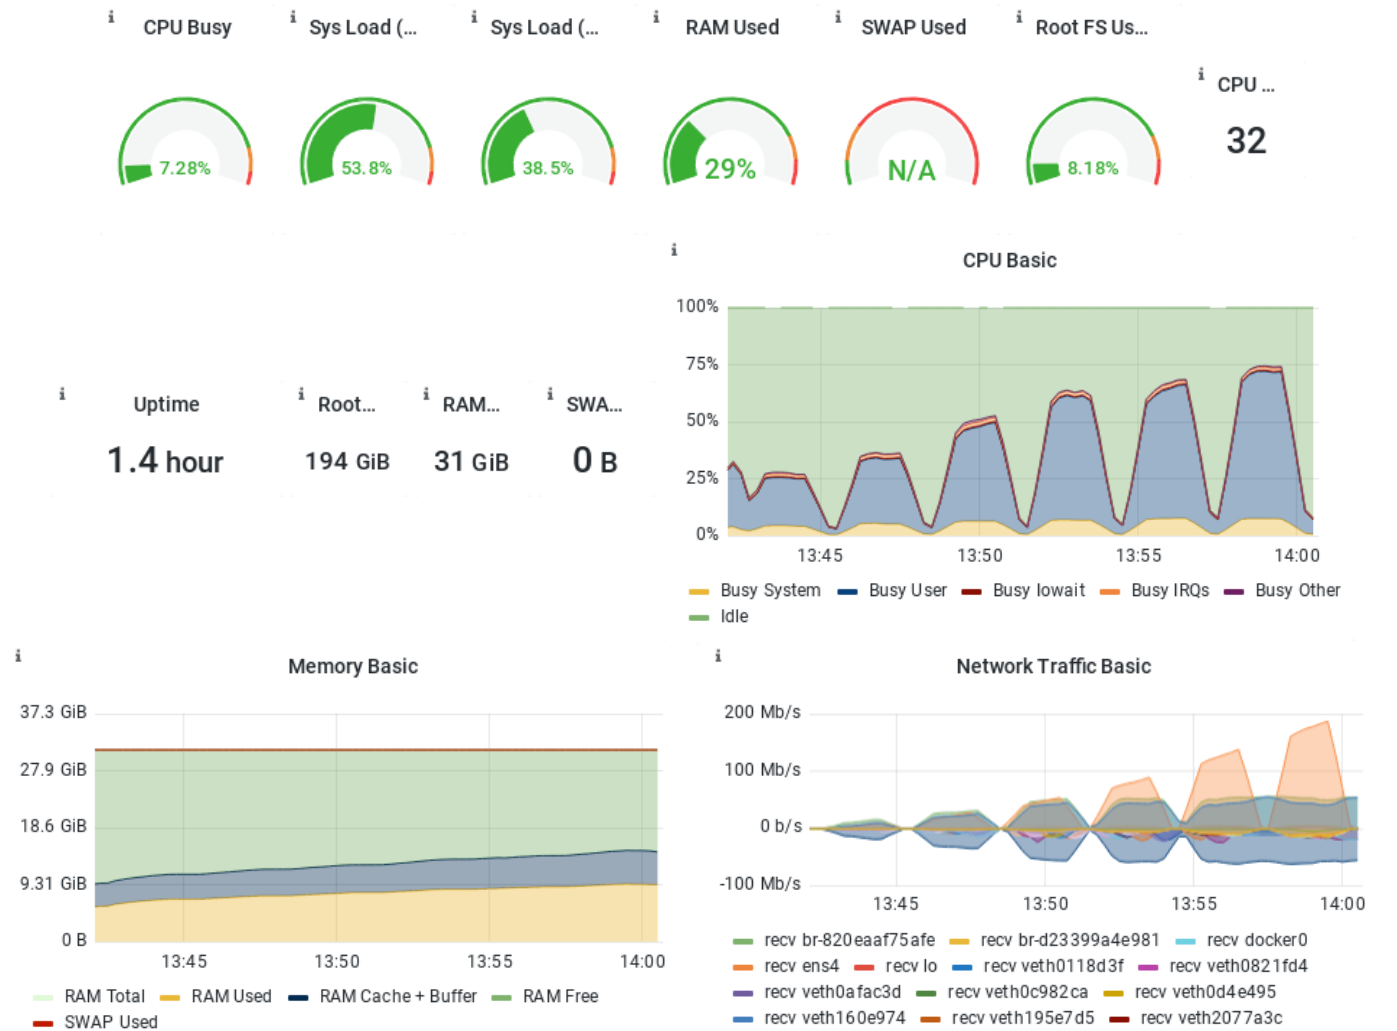 CPU Busy
Sys Load (...
Sys Load (...
RAM Used
SWAP Used
Root FS Us...
CPU ...
7.28%
53.8%
38.5%
29%
N/A
8.18%
32
Uptime
Root...
RAM...
SWA...
1.4 hour
194 GiB
31 GiB
0 B
CPU Basic
100%
75%
50%
25%
0%
13:45 13:50 13:55 14:00
Busy System Busy User Busy Iowait Busy IRQs Busy Other
Idle
Memory Basic
37.3 GiB
27.9 GiB
18.6 GiB
9.31 GiB
0 B
13:45 13:50 13:55 14:00
RAM Total RAM Used RAM Cache + Buffer RAM Free
SWAP Used
Network Traffic Basic
200 Mb/s
100 Mb/s
0 b/s
-100 Mb/s
13:45 13:50 13:55 14:00
recv br-820eaaf75afe recv br-d23399a4e981 recv docker0
recv ens4 recv lo recv veth0118d3f recv veth0821fd4
recv veth0afac3d recv veth0c982ca recv veth0d4e495
recv veth160e974 recv veth195e7d5 recv veth2077a3c